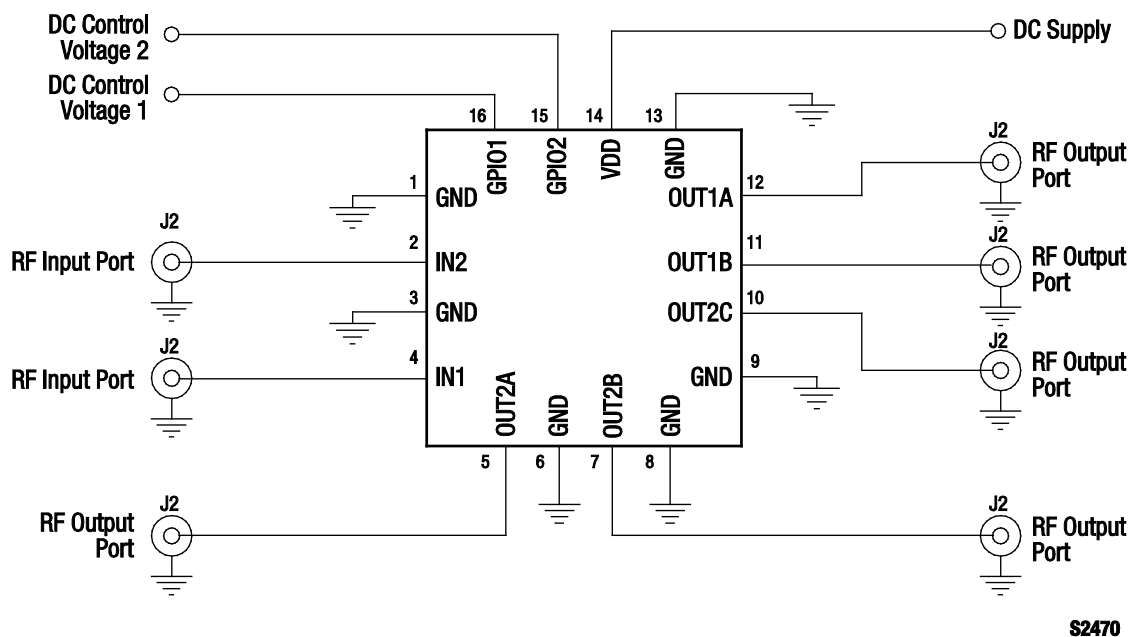 DC Control
Voltage 2
DC Supply
DC Control
Voltage 1
16
15
14
13
GPIO1
GPIO2
VDD
GND
J2
RF Output
Port
1
GND
OUT1A
12
J2
RF Input Port
2
IN2
OUT1B
11
J2
RF Output
Port
3
GND
OUT2C
10
J2
RF Input Port
4
IN1
GND
9
J2
RF Output
Port
OUT2A
GND
OUT2B
GND
5
6
7
8
J2
RF Output
Port
J2
RF Output
Port
S2470